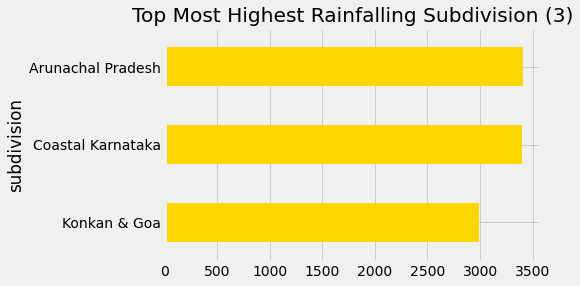 Top Most Highest Rainfalling Subdivision (3)
subdivision
Arunachal Pradesh
Coastal Karnataka
Konkan & Goa
0 500 1000 1500 2000 2500 3000 3500